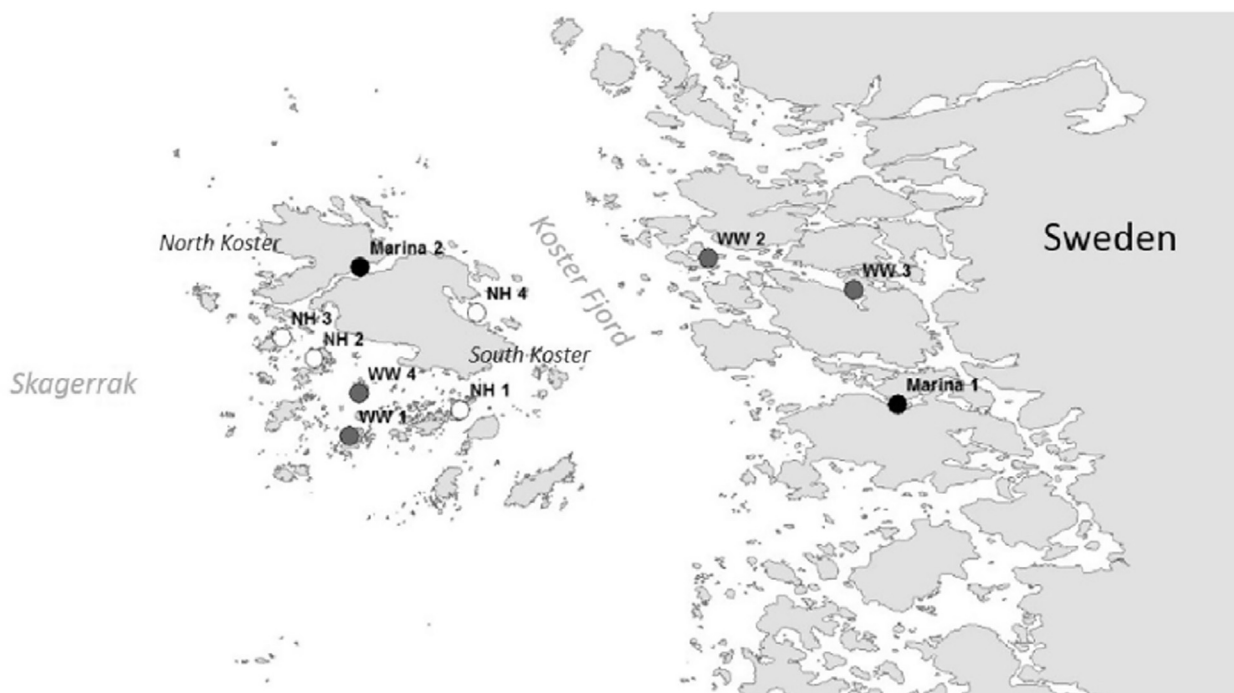 Sweden
North Koster
Marina 2
Koster Fjord
WW 2
WW 3
NH 4
NH 3
NH 2
South Koster
Skagerrak
WW 4
NH 1
Marina 1
WW 1